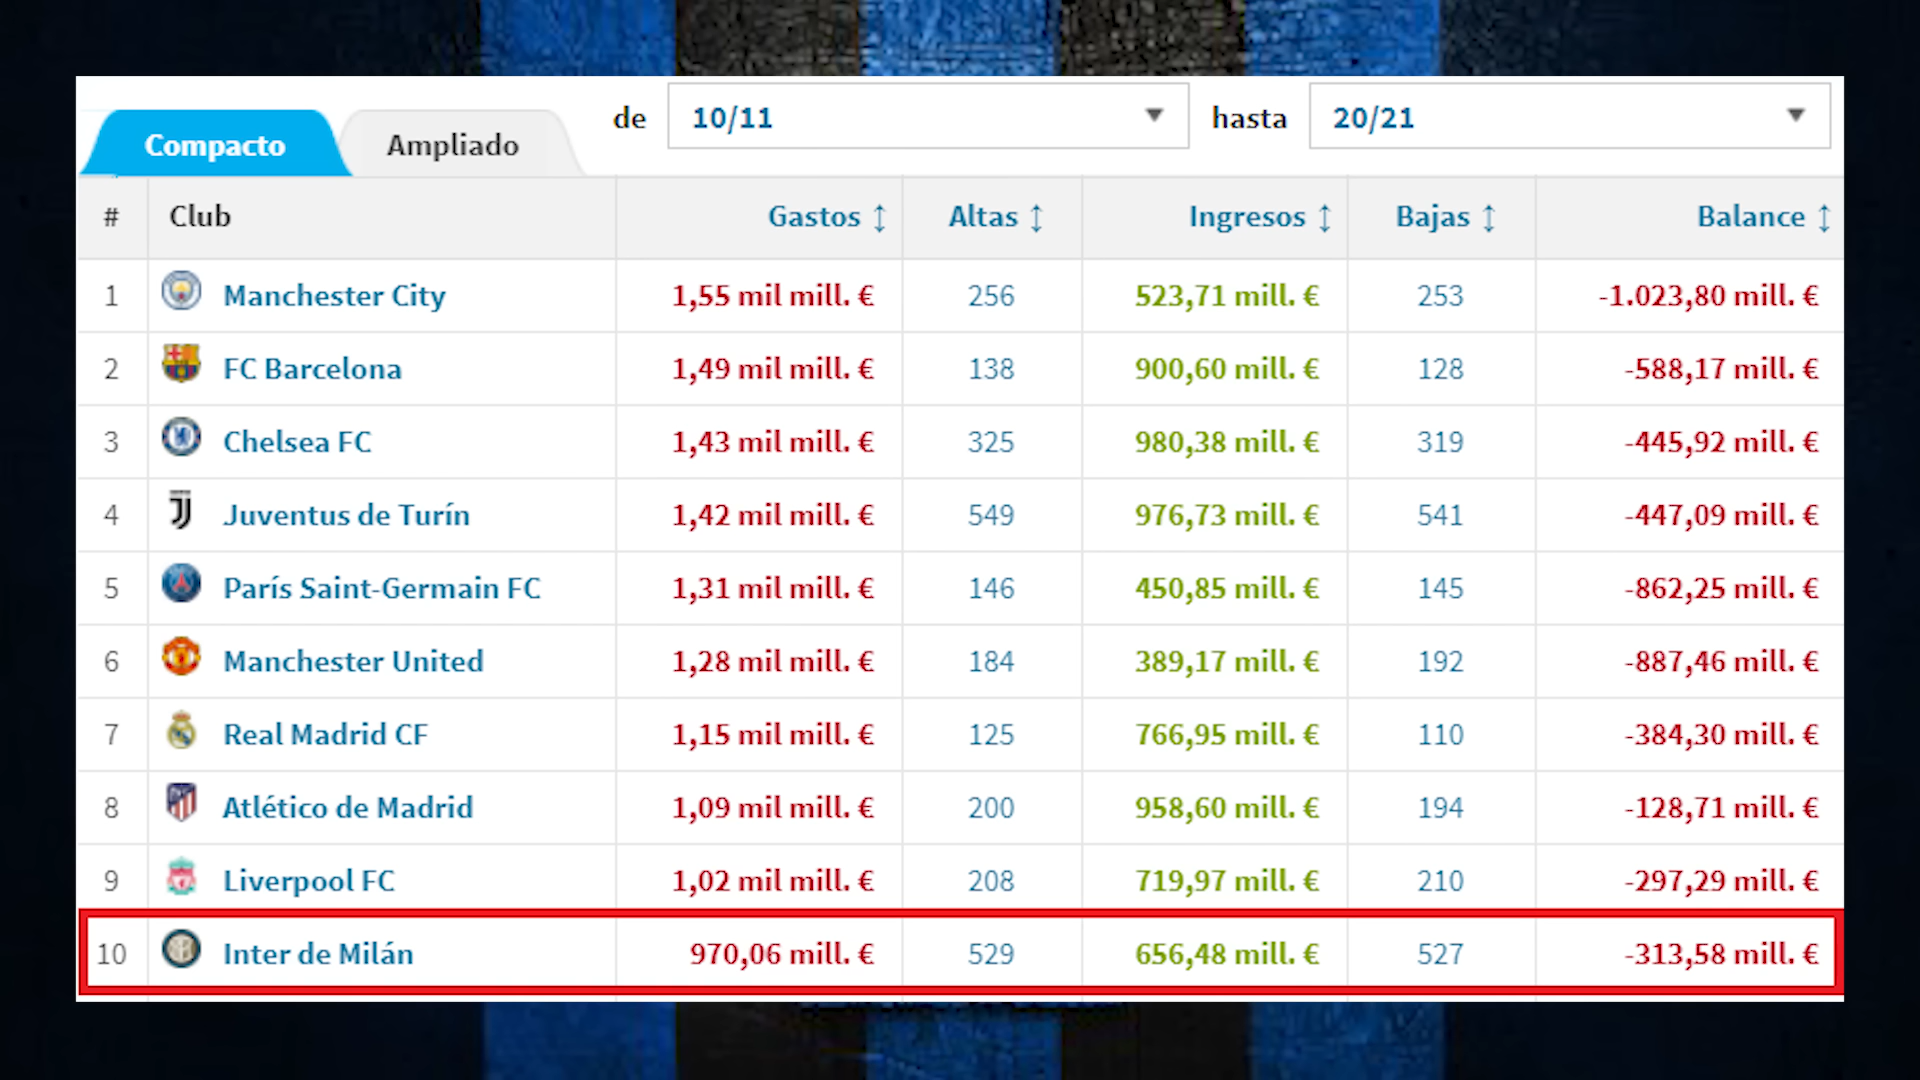 de 10/11 hasta 20/21
Compacto Ampliado
# Club Gastos Altas Ingresos Bajas Balance
1 Manchester City 1,55 mil mill. € 256 523,71 mill. € 253 -1.023,80 mill. €
2 FC Barcelona 1,49 mil mill. € 138 900,60 mill. € 128 -588,17 mill. €
3 Chelsea FC 1,43 mil mill. € 325 980,38 mill. € 319 -445,92 mill. €
4 Juventus de Turín 1,42 mil mill. € 549 976,73 mill. € 541 -447,09 mill. €
5 París Saint-Germain FC 1,31 mil mill. € 146 450,85 mill. € 145 -862,25 mill. €
6 Manchester United 1,28 mil mill. € 184 389,17 mill. € 192 -887,46 mill. €
7 Real Madrid CF 1,15 mil mill. € 125 766,95 mill. € 110 -384,30 mill. €
8 Atlético de Madrid 1,09 mil mill. € 200 958,60 mill. € 194 -128,71 mill. €
9 Liverpool FC 1,02 mil mill. € 208 719,97 mill. € 210 -297,29 mill. €
10 Inter de Milán 970,06 mill. € 529 656,48 mill. € 527 -313,58 mill. €